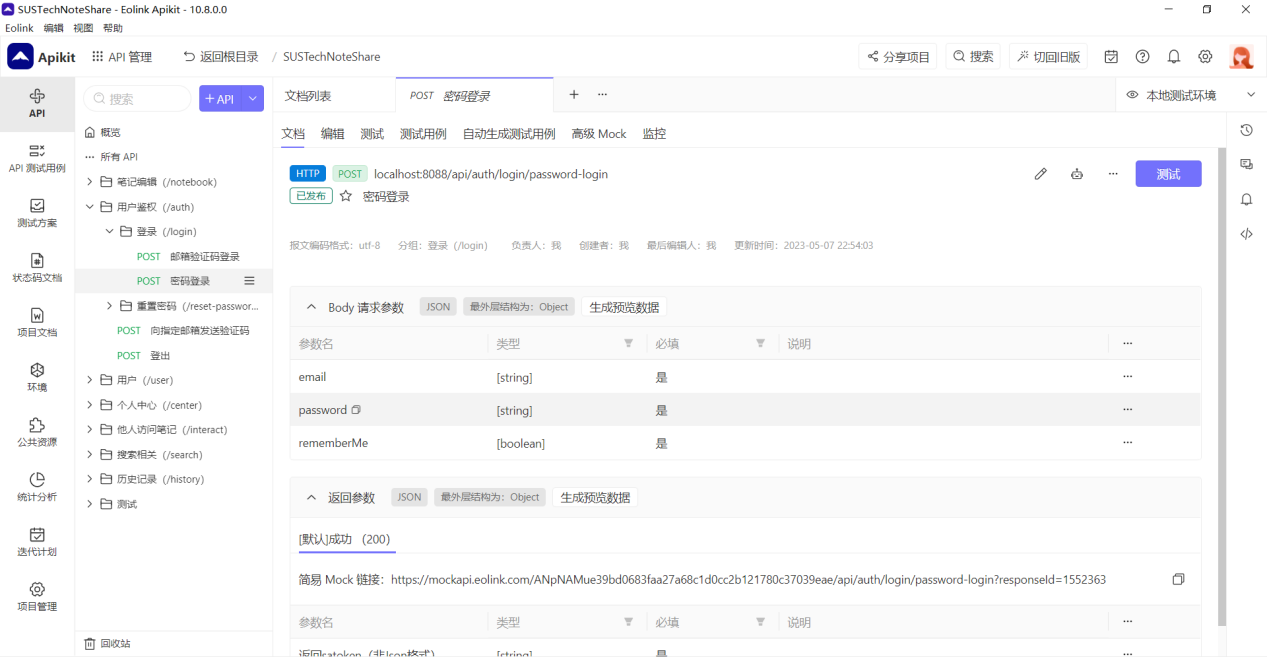 SUSTechNoteShare - Eolink Apikit - 10.8.0.0
Eolink 编辑 视图 帮助
Apikit API 管理 返回根目录 / SUSTechNoteShare 分享项目 搜索 切回旧版
API
API 测试用例
测试方案
状态码文档
项目文档
环境
公共资源
统计分析
迭代计划
项目管理
搜索 + API
概览
所有 API
笔记编辑 (/notebook)
用户鉴权 (/auth)
登录 (/login)
POST 邮箱验证码登录
POST 密码登录
重置密码 (/reset-passwor...
POST 向指定邮箱发送验证码
POST 登出
用户 (/user)
个人中心 (/center)
他人访问笔记 (/interact)
搜索相关 (/search)
历史记录 (/history)
测试
回收站
文档列表 POST 密码登录 + ... 本地测试环境
文档 编辑 测试 测试用例 自动生成测试用例 高级 Mock 监控
HTTP POST localhost:8088/api/auth/login/password-login ... 测试
已发布 密码登录
报文编码格式：utf-8 分组：登录 (/login) 负责人：我 创建者：我 最后编辑人：我 更新时间：2023-05-07 22:54:03
Body 请求参数 JSON 最外层结构为：Object 生成预览数据
参数名 类型 必填 说明 ...
email [string] 是 ...
password [string] 是 ...
rememberMe [boolean] 是 ...
返回参数 JSON 最外层结构为：Object 生成预览数据
[默认]成功 (200)
简易 Mock 链接：https://mockapi.eolink.com/ANpNAMue39bd0683faa27a68c1d0cc2b121780c37039eae/api/auth/login/password-login?responseId=1552363
参数名 类型 必填 说明 ...
返回satoken（非Json格式） [string] 是 ...